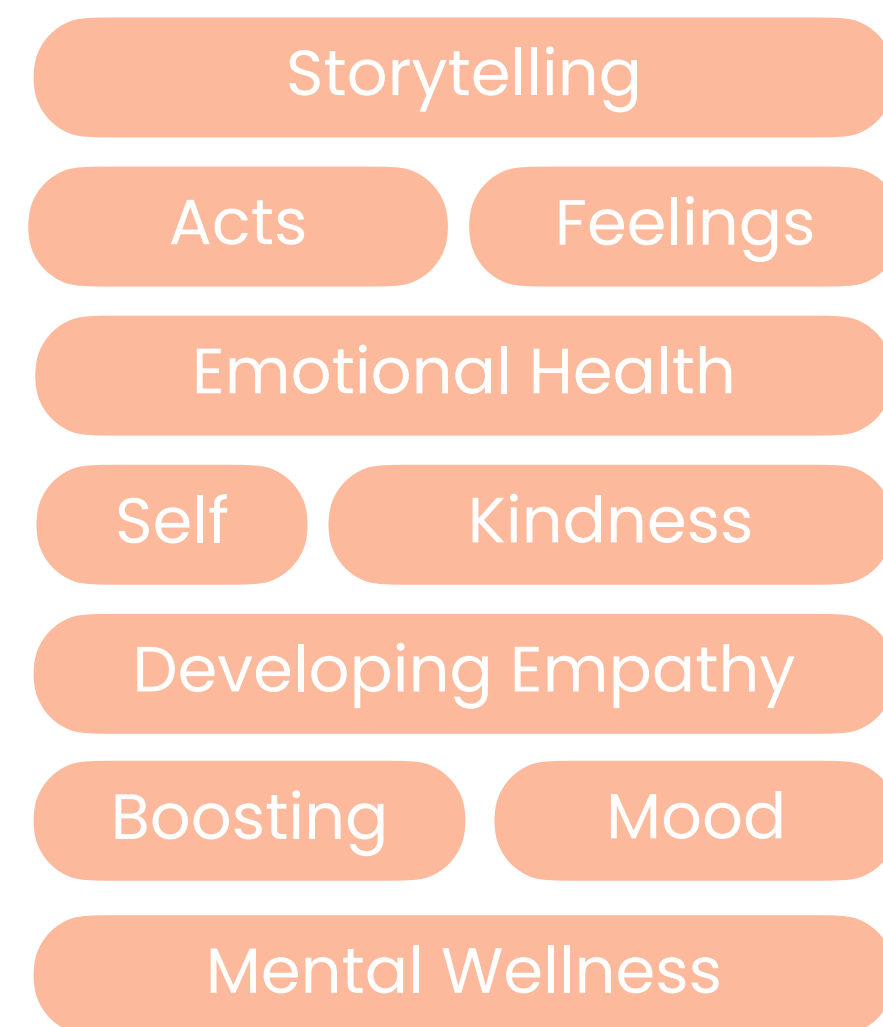 Storytelling
Acts Feelings
Emotional Health
Self Kindness
Developing Empathy
Boosting Mood
Mental Wellness